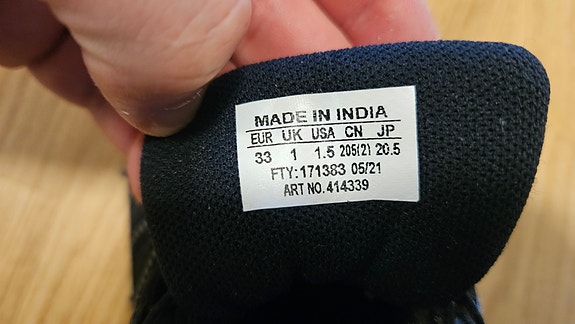 MADE IN INDIA
EUR UK USA CN JP
33 1 1.5 205(2) 20.5
FTY:171383 05/21
ART NO.414339